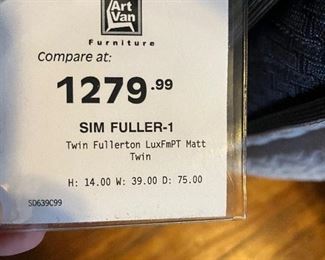 Art
Van
Furniture
Compare at:
1279.99
SIM FULLER-1
Twin Fullerton LuxFmPT Matt
Twin
H: 14.00 W: 39.00 D: 75.00
SD639C99